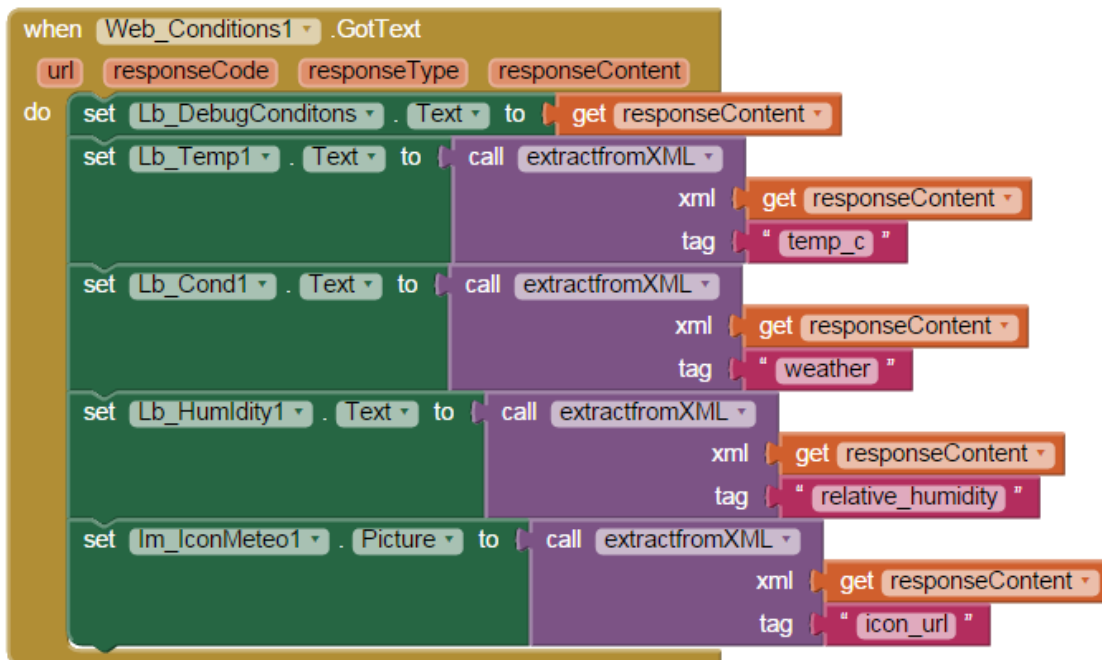 when Web_Conditions1 .GotText
url responseCode responseType responseContent
do set Lb_DebugConditons . Text to get responseContent
set Lb_Temp1 . Text to call extractfromXML
xml get responseContent
tag " temp_c "
set Lb_Cond1 . Text to call extractfromXML
xml get responseContent
tag " weather "
set Lb_HumIdity1 . Text to call extractfromXML
xml get responseContent
tag " relative_humidity "
set Im_IconMeteo1 . Picture to call extractfromXML
xml get responseContent
tag " icon_url "